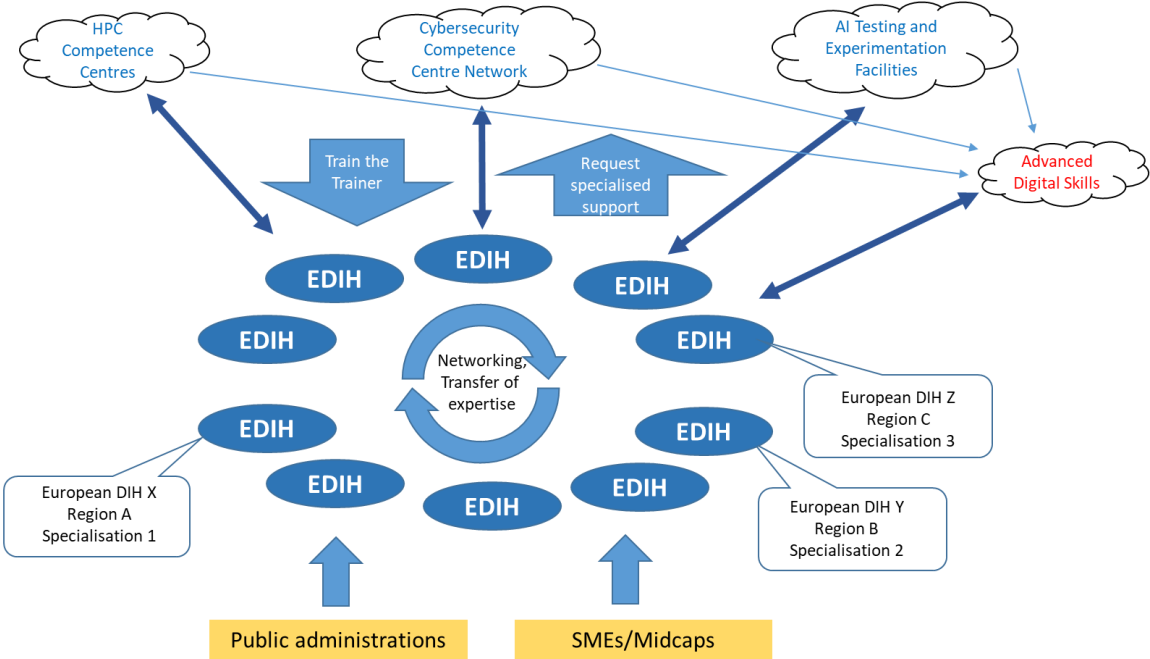 HPC
Competence
Centres
Cybersecurity
Competence
Centre Network
AI Testing and
Experimentation
Facilities
Advanced
Digital Skills
Train the
Trainer
Request
specialised
support
EDIH
EDIH
EDIH
EDIH
EDIH
Networking,
Transfer of
expertise
European DIH Z
Region C
Specialisation 3
EDIH
EDIH
EDIH
EDIH
EDIH
European DIH X
Region A
Specialisation 1
European DIH Y
Region B
Specialisation 2
Public administrations
SMEs/Midcaps